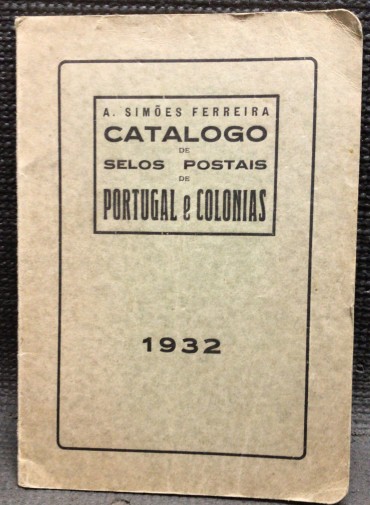 A. SIMÕES FERREIRA
CATALOGO
DE
SELOS POSTAIS
DE
PORTUGAL e COLONIAS
1932